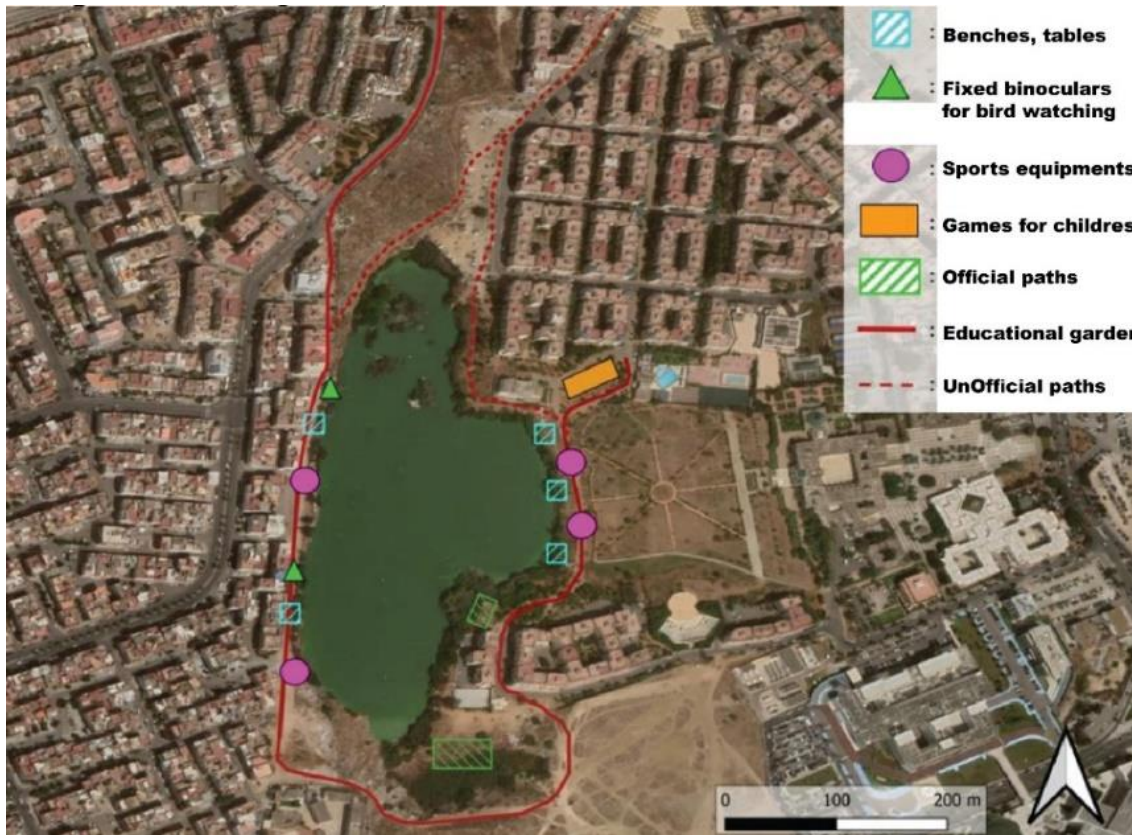 : Benches, tables
: Fixed binoculars
for bird watching
: Sports equipments
: Games for childres
: Official paths
: Educational garden
: UnOfficial paths
0 100 200 m